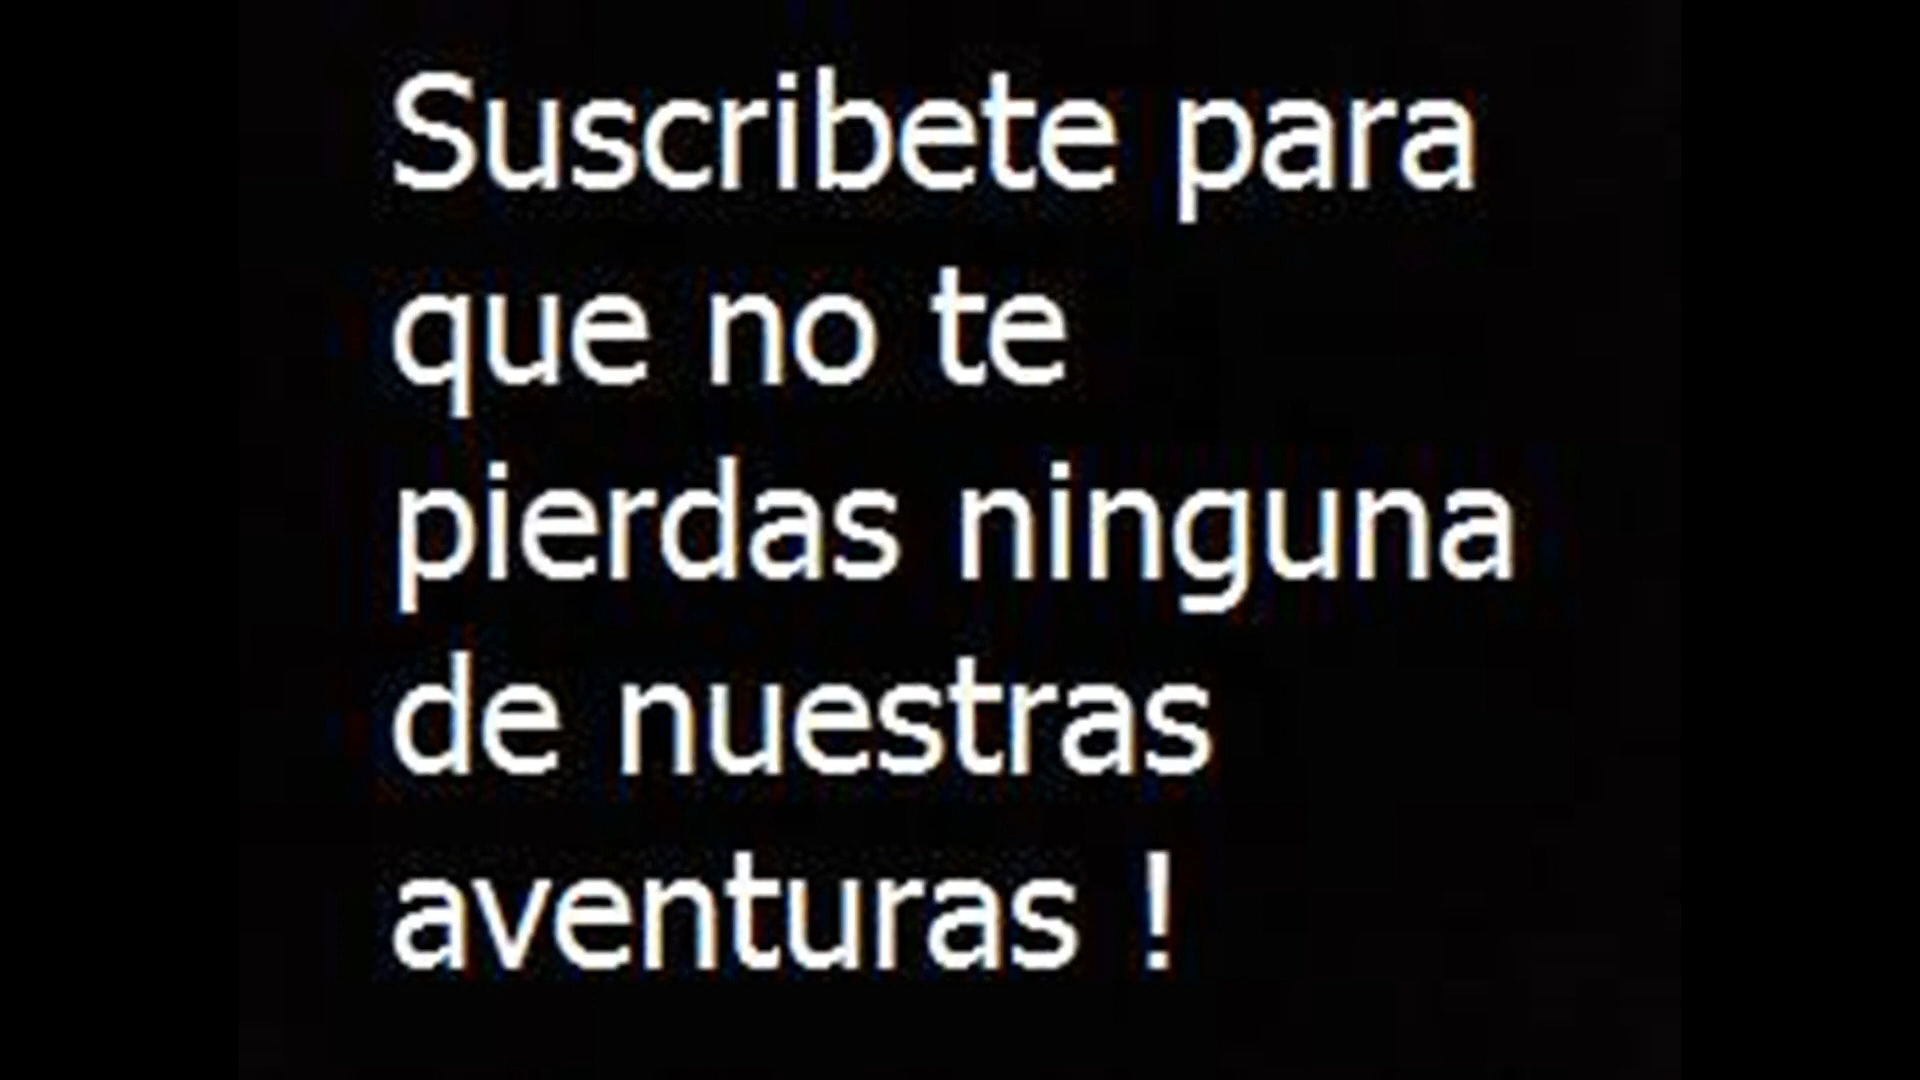 Suscribete para
que no te
pierdas ninguna
de nuestras
aventuras !